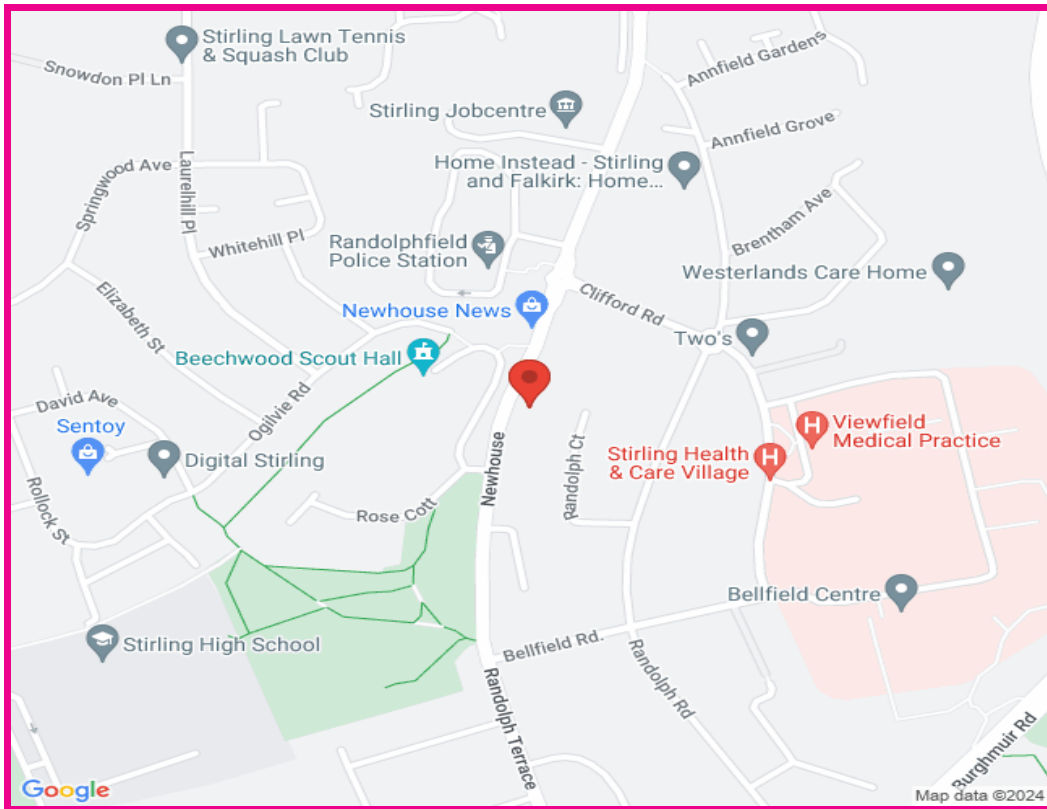 Stirling Lawn Tennis
& Squash Club
Snowdon Pl Ln
Annfield Gardens
Stirling Jobcentre
Annfield Grove
Home Instead - Stirling
and Falkirk: Home...
Springwood Ave
Laurelhill Pl
Whitehill Pl
Brentham Ave
Randolphfield
Police Station
Westerlands Care Home
Elizabeth St
Clifford Rd
Newhouse News
Two's
Beechwood Scout Hall
David Ave
Ogilvie Rd
Sentoy
Digital Stirling
Newhouse
Randolph Ct
Viewfield
Medical Practice
Stirling Health
& Care Village
Rollock St
Rose Cott
Bellfield Centre
Stirling High School
Bellfield Rd.
Randolph Rd
Randolph Terrace
Burghmuir Rd
Google
Map data ©2024